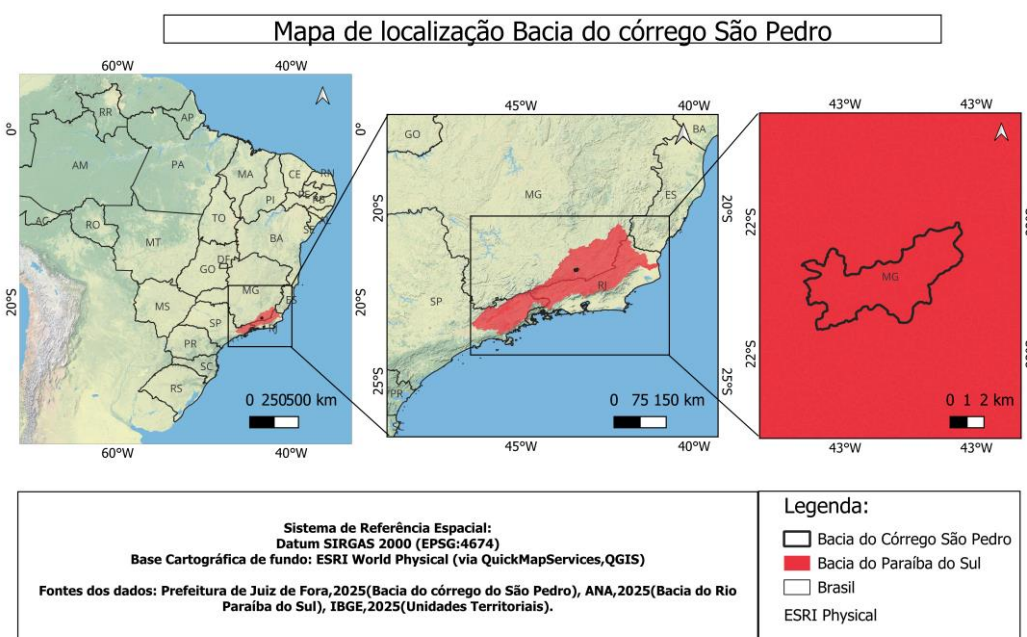 Mapa de localização Bacia do córrego São Pedro
60°W 40°W
0°
20°S
0°
20°S
RR
AP
AM
PA
MA
CE
RN
PI
AC
RO
TO
SE
MT
BA
DF
GO
MG
ES
MS
SP
RJ
PR
SC
RS
0 250500 km
60°W 40°W
45°W 40°W
20°S
25°S
20°S
25°S
GO
BA
MG
ES
SP
RJ
PR
0 75 150 km
45°W 40°W
43°W 43°W
22°S
22°S
22°S
22°S
MG
0 1 2 km
43°W 43°W
Sistema de Referência Espacial:
Datum SIRGAS 2000 (EPSG:4674)
Base Cartográfica de fundo: ESRI World Physical (via QuickMapServices,QGIS)
Fontes dos dados: Prefeitura de Juiz de Fora,2025(Bacia do córrego do São Pedro), ANA,2025(Bacia do Rio
Paraíba do Sul), IBGE,2025(Unidades Territoriais).
Legenda:
Bacia do Córrego São Pedro
Bacia do Paraíba do Sul
Brasil
ESRI Physical